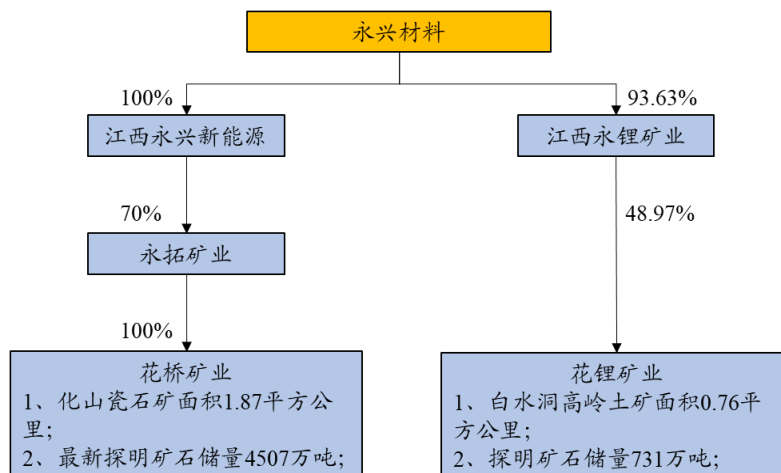 永兴材料
100%
93.63%
江西永兴新能源
江西永锂矿业
70%
48.97%
永拓矿业
100%
花桥矿业
1、化山瓷石矿面积1.87平方公
里;
2、最新探明矿石储量4507万吨;
花锂矿业
1、白水洞高岭土矿面积0.76平
方公里;
2、探明矿石储量731万吨;